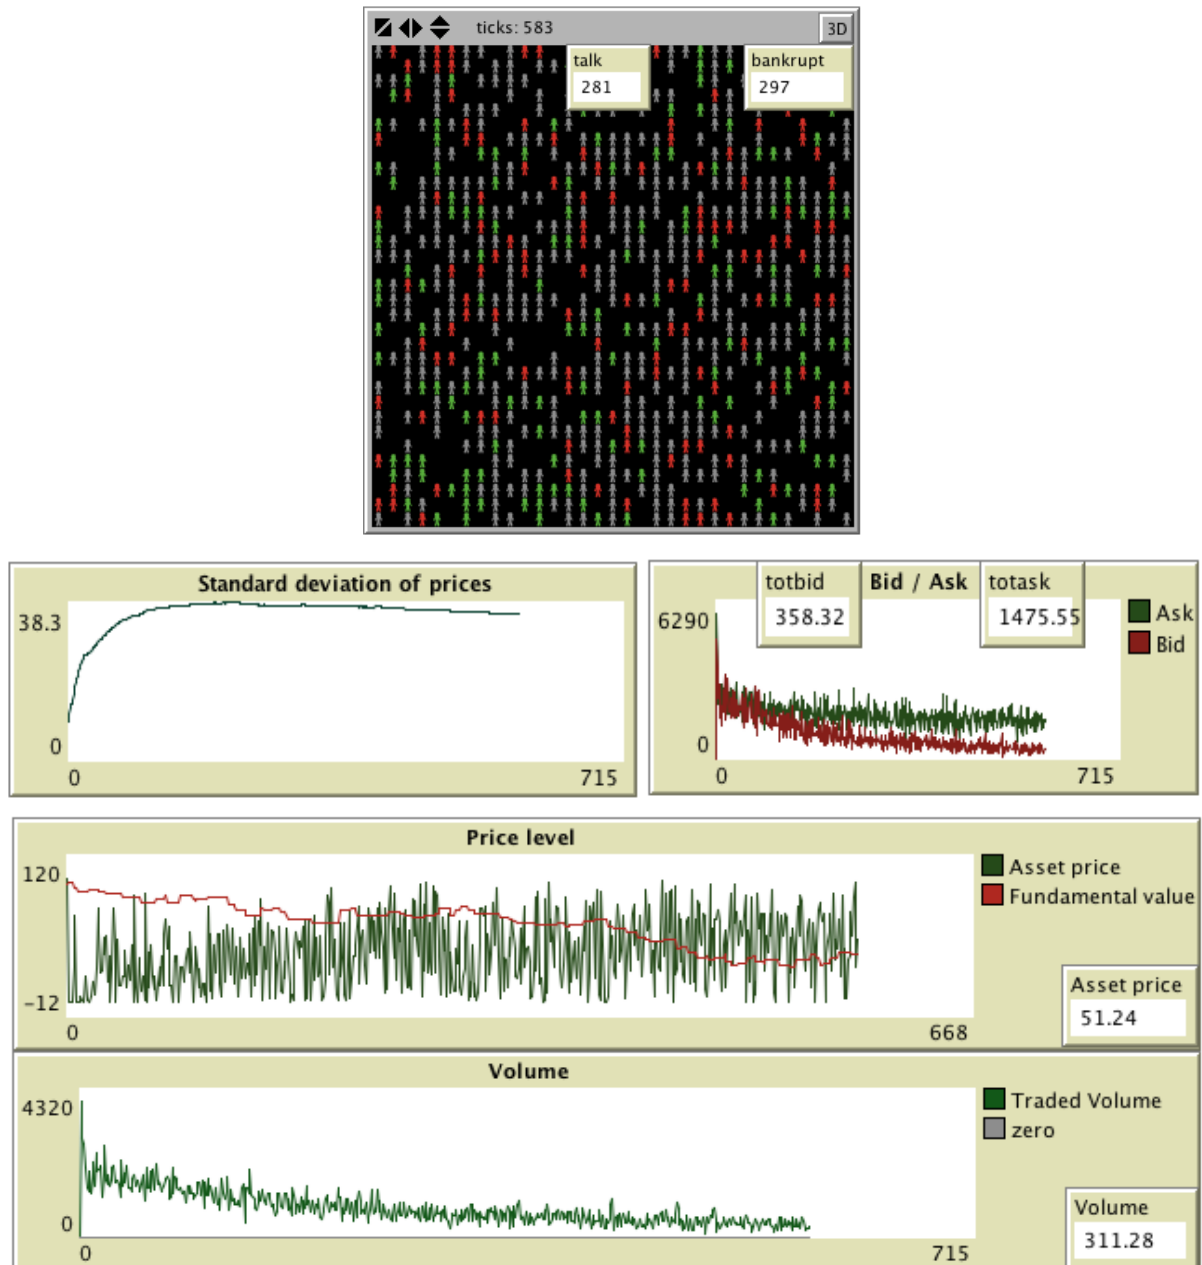 ticks: 583
3D
talk
281
bankrupt
297
Standard deviation of prices
38.3
0
0
715
totbid
358.32
Bid / Ask
totask
1475.55
6290
0
0
715
Ask
Bid
Price level
120
-12
0
668
Asset price
Fundamental value
Asset price
51.24
Volume
4320
0
0
715
Traded Volume
zero
Volume
311.28